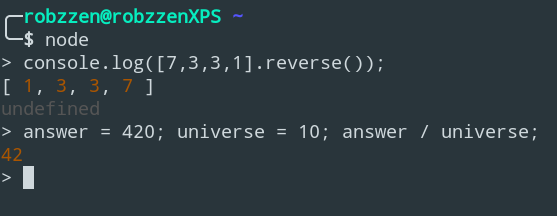 robzzen@robzzenXPS ~
$ node
> console.log([7,3,3,1].reverse());
[ 1, 3, 3, 7 ]
undefined
> answer = 420; universe = 10; answer / universe;
42
>